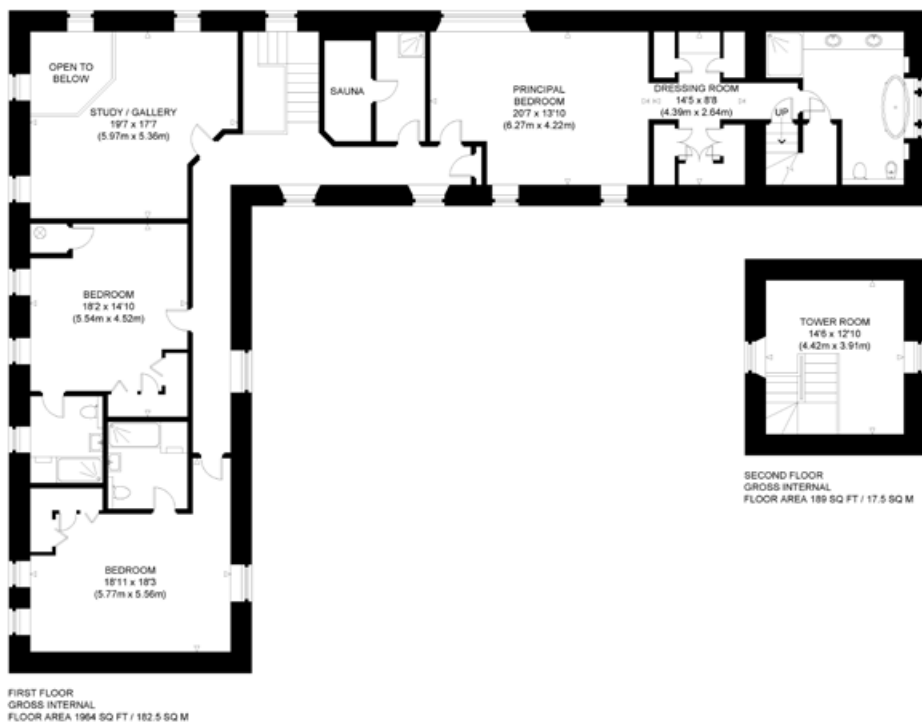 OPEN TO
BELOW
STUDY / GALLERY
19'7 x 17'7
(5.97m x 5.36m)
SAUNA
PRINCIPAL
BEDROOM
20'7 x 13'10
(6.27m x 4.22m)
DRESSING ROOM
14'5 x 8'8
(4.39m x 2.64m)
UP
BEDROOM
18'2 x 14'10
(5.54m x 4.52m)
TOWER ROOM
14'6 x 12'10
(4.42m x 3.91m)
SECOND FLOOR
GROSS INTERNAL
FLOOR AREA 189 SQ FT / 17.5 SQ M
BEDROOM
18'11 x 18'3
(5.77m x 5.56m)
FIRST FLOOR
GROSS INTERNAL
FLOOR AREA 1964 SQ FT / 182.5 SQ M